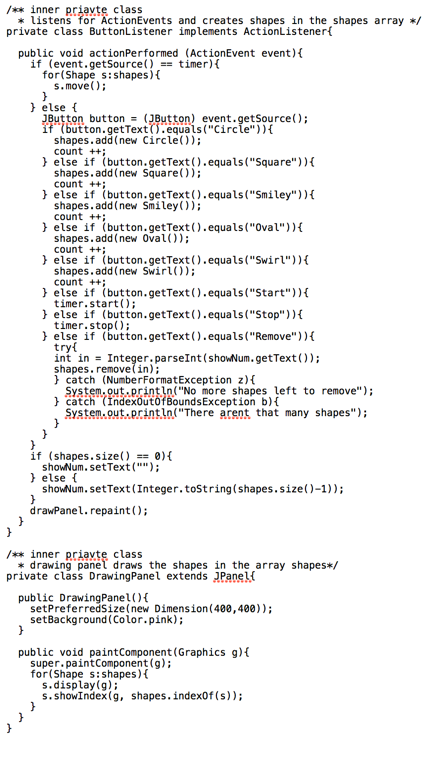 /** inner priavte class
  * listens for ActionEvents and creates shapes in the shapes array */
private class ButtonListener implements ActionListener{

  public void actionPerformed (ActionEvent event){
    if (event.getSource() == timer){
      for(Shape s:shapes){
        s.move();
      }
    } else {
      JButton button = (JButton) event.getSource();
      if (button.getText().equals("Circle")){
        shapes.add(new Circle());
        count ++;
      } else if (button.getText().equals("Square")){
        shapes.add(new Square());
        count ++;
      } else if (button.getText().equals("Smiley")){
        shapes.add(new Smiley());
        count ++;
      } else if (button.getText().equals("Oval")){
        shapes.add(new Oval());
        count ++;
      } else if (button.getText().equals("Swirl")){
        shapes.add(new Swirl());
        count ++;
      } else if (button.getText().equals("Start")){
        timer.start();
      } else if (button.getText().equals("Stop")){
        timer.stop();
      } else if (button.getText().equals("Remove")){
        try{
        int in = Integer.parseInt(showNum.getText());
        shapes.remove(in);
        } catch (NumberFormatException z){
          System.out.println("No more shapes left to remove");
        } catch (IndexOutOfBoundsException b){
          System.out.println("There arent that many shapes");
        }
      }
    }
    if (shapes.size() == 0){
      showNum.setText("");
    } else {
      showNum.setText(Integer.toString(shapes.size()-1));
    }
    drawPanel.repaint();
  }
}

/** inner priavte class
  * drawing panel draws the shapes in the array shapes*/
private class DrawingPanel extends JPanel{

  public DrawingPanel(){
    setPreferredSize(new Dimension(400,400));
    setBackground(Color.pink);
  }

  public void paintComponent(Graphics g){
    super.paintComponent(g);
    for(Shape s:shapes){
      s.display(g);
      s.showIndex(g, shapes.indexOf(s));
    }
  }
}